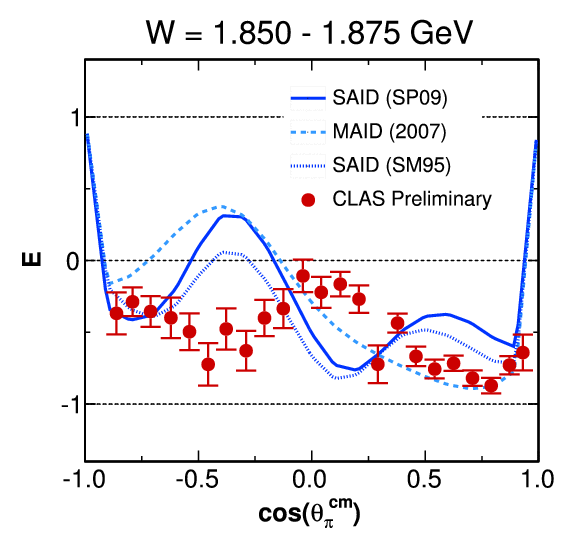 W = 1.850 - 1.875 GeV
SAID (SP09)
MAID (2007)
SAID (SM95)
CLAS Preliminary
1
0
-1
E
-1.0 -0.5 0.0 0.5 1.0
cos(θπcm)